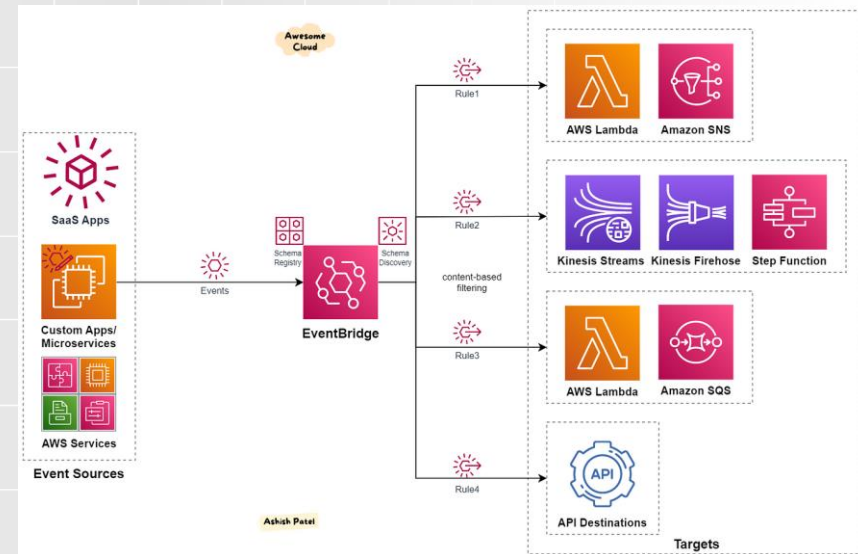 Awesome
Cloud
SaaS Apps
Custom Apps/
Microservices
AWS Services
Event Sources
Events
Schema
Registry
Schema
Discovery
EventBridge
content-based
filtering
Rule1
AWS Lambda
Amazon SNS
Rule2
Kinesis Streams
Kinesis Firehose
Step Function
Rule3
AWS Lambda
Amazon SQS
Rule4
API
API Destinations
Targets
Ashish Patel